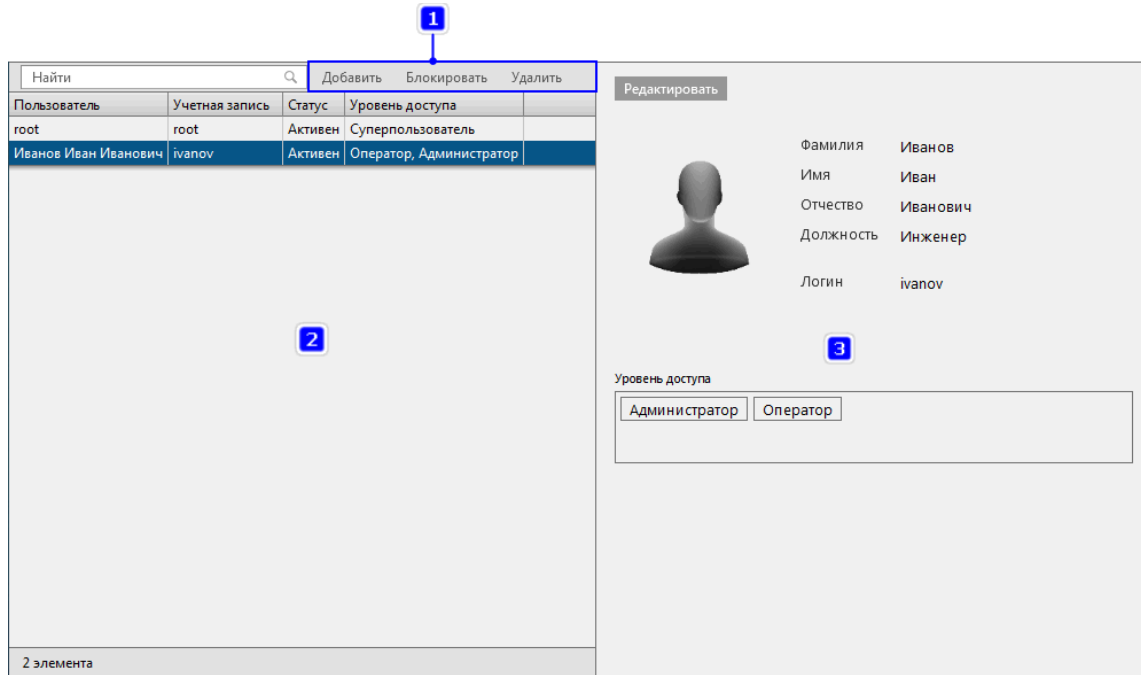 1
Найти Добавить Блокировать Удалить
Пользователь Учетная запись Статус Уровень доступа
root root Активен Суперпользователь
Иванов Иван Иванович ivanov Активен Оператор, Администратор
2
2 элемента
Редактировать
Фамилия Иванов
Имя Иван
Отчество Иванович
Должность Инженер
Логин ivanov
3
Уровень доступа
Администратор Оператор